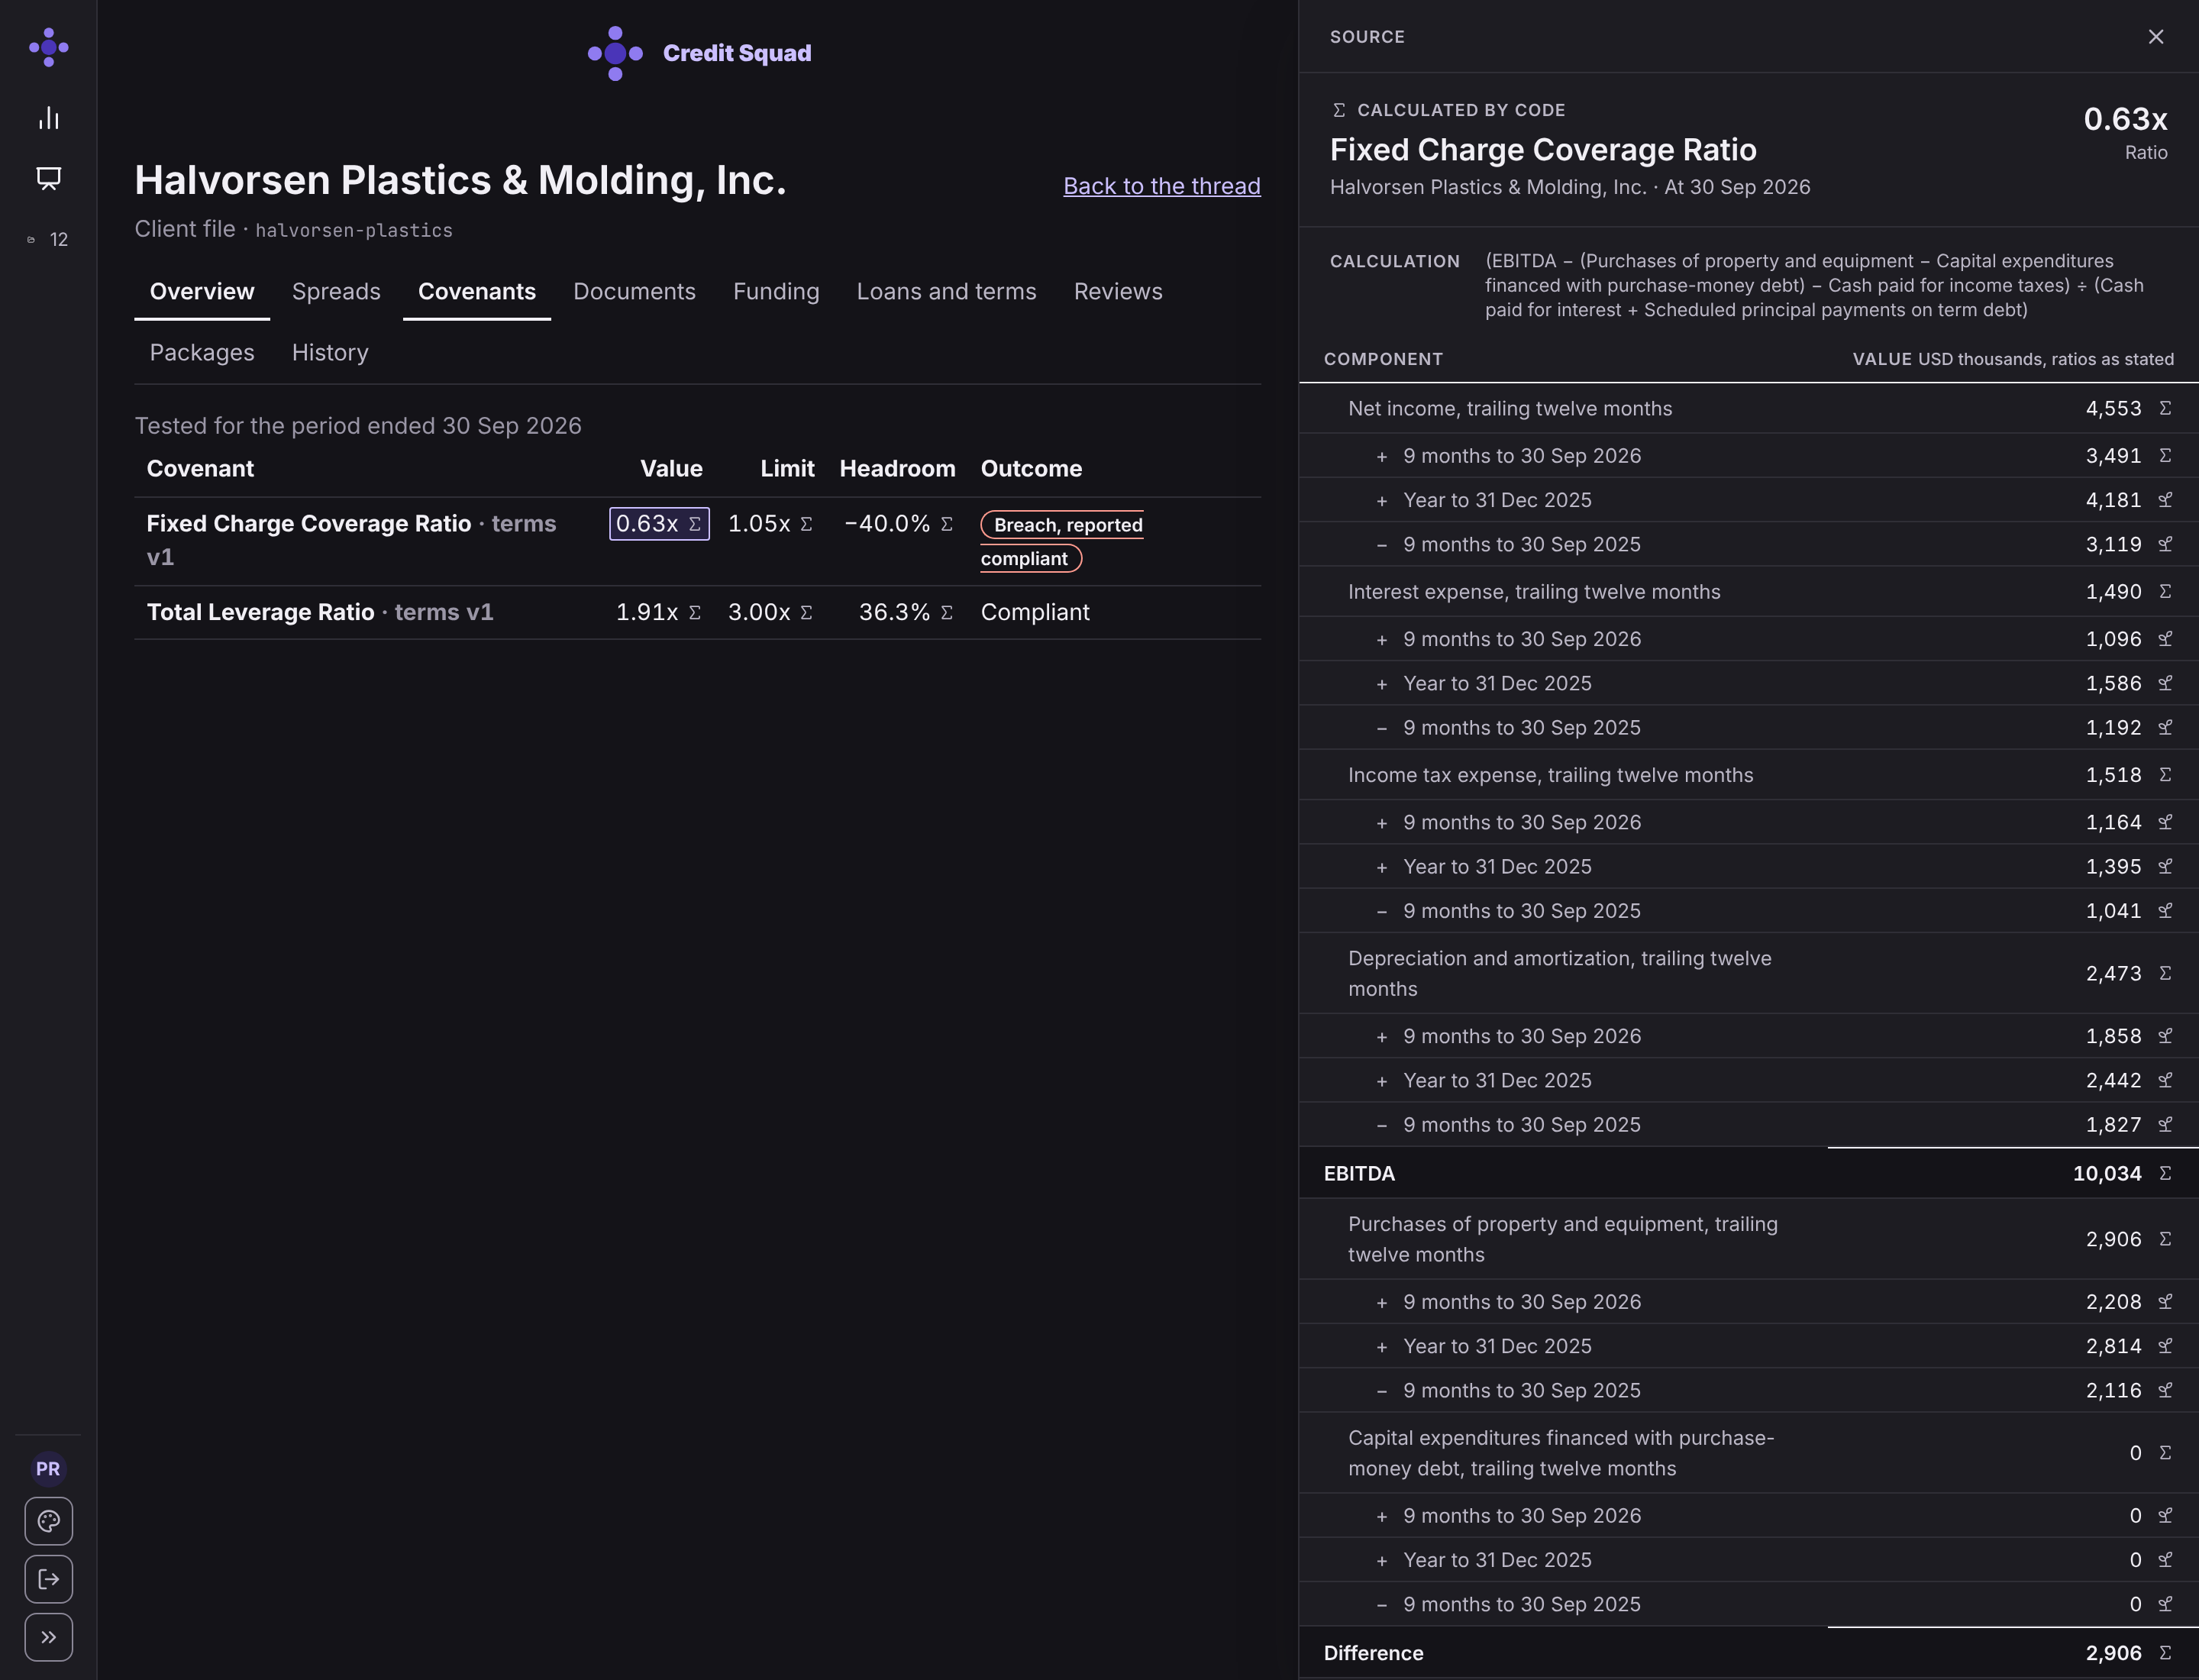 Credit Squad
12
PR
Halvorsen Plastics & Molding, Inc.
Back to the thread
Client file · halvorsen-plastics
Overview Spreads Covenants Documents Funding Loans and terms Reviews
Packages History
Tested for the period ended 30 Sep 2026
Covenant Value Limit Headroom Outcome
Fixed Charge Coverage Ratio · terms v1 0.63x Σ 1.05x Σ −40.0% Σ Breach, reported compliant
Total Leverage Ratio · terms v1 1.91x Σ 3.00x Σ 36.3% Σ Compliant
SOURCE
Σ CALCULATED BY CODE
0.63x
Fixed Charge Coverage Ratio
Ratio
Halvorsen Plastics & Molding, Inc. · At 30 Sep 2026
CALCULATION (EBITDA − (Purchases of property and equipment − Capital expenditures
financed with purchase-money debt) − Cash paid for income taxes) ÷ (Cash
paid for interest + Scheduled principal payments on term debt)
COMPONENT VALUE USD thousands, ratios as stated
Net income, trailing twelve months 4,553 Σ
+ 9 months to 30 Sep 2026 3,491 Σ
+ Year to 31 Dec 2025 4,181
− 9 months to 30 Sep 2025 3,119
Interest expense, trailing twelve months 1,490 Σ
+ 9 months to 30 Sep 2026 1,096
+ Year to 31 Dec 2025 1,586
− 9 months to 30 Sep 2025 1,192
Income tax expense, trailing twelve months 1,518 Σ
+ 9 months to 30 Sep 2026 1,164
+ Year to 31 Dec 2025 1,395
− 9 months to 30 Sep 2025 1,041
Depreciation and amortization, trailing twelve
months 2,473 Σ
+ 9 months to 30 Sep 2026 1,858
+ Year to 31 Dec 2025 2,442
− 9 months to 30 Sep 2025 1,827
EBITDA 10,034 Σ
Purchases of property and equipment, trailing
twelve months 2,906 Σ
+ 9 months to 30 Sep 2026 2,208
+ Year to 31 Dec 2025 2,814
− 9 months to 30 Sep 2025 2,116
Capital expenditures financed with purchase-
money debt, trailing twelve months 0 Σ
+ 9 months to 30 Sep 2026 0
+ Year to 31 Dec 2025 0
− 9 months to 30 Sep 2025 0
Difference 2,906 Σ